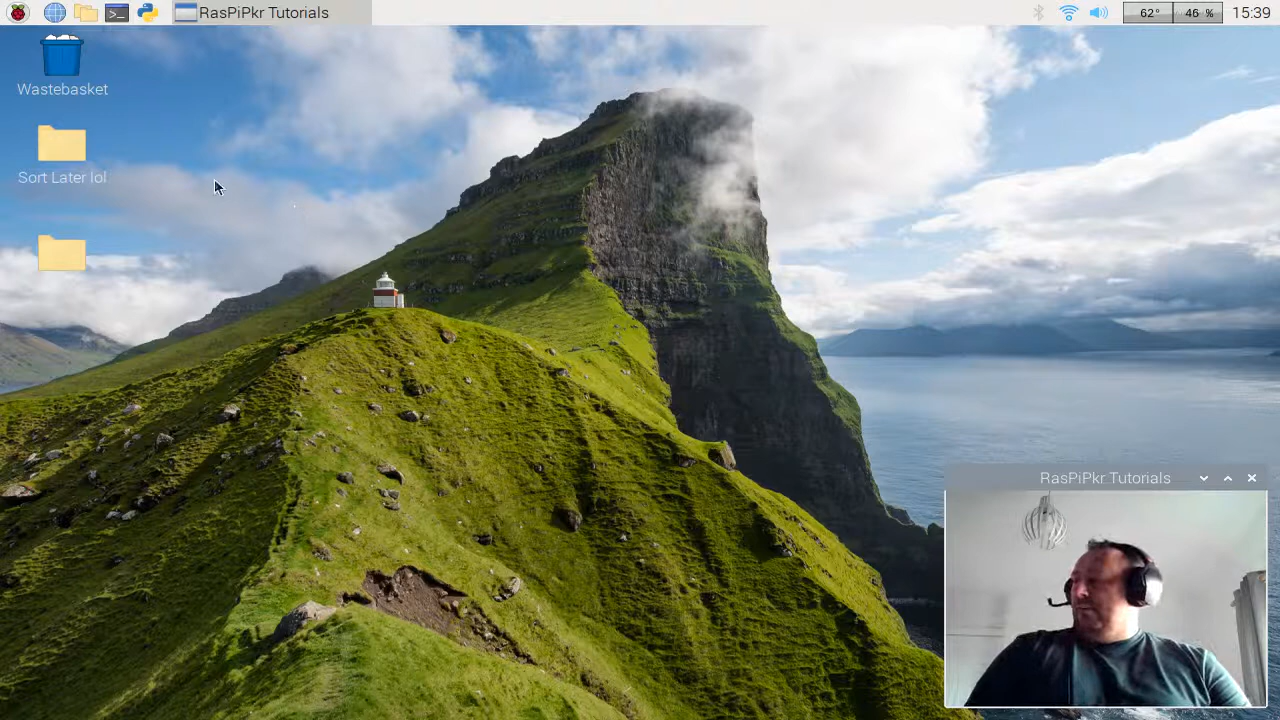 RasPiPkr Tutorials
62° 46 % 15:39
Wastebasket
Sort Later lol
RasPiPkr Tutorials